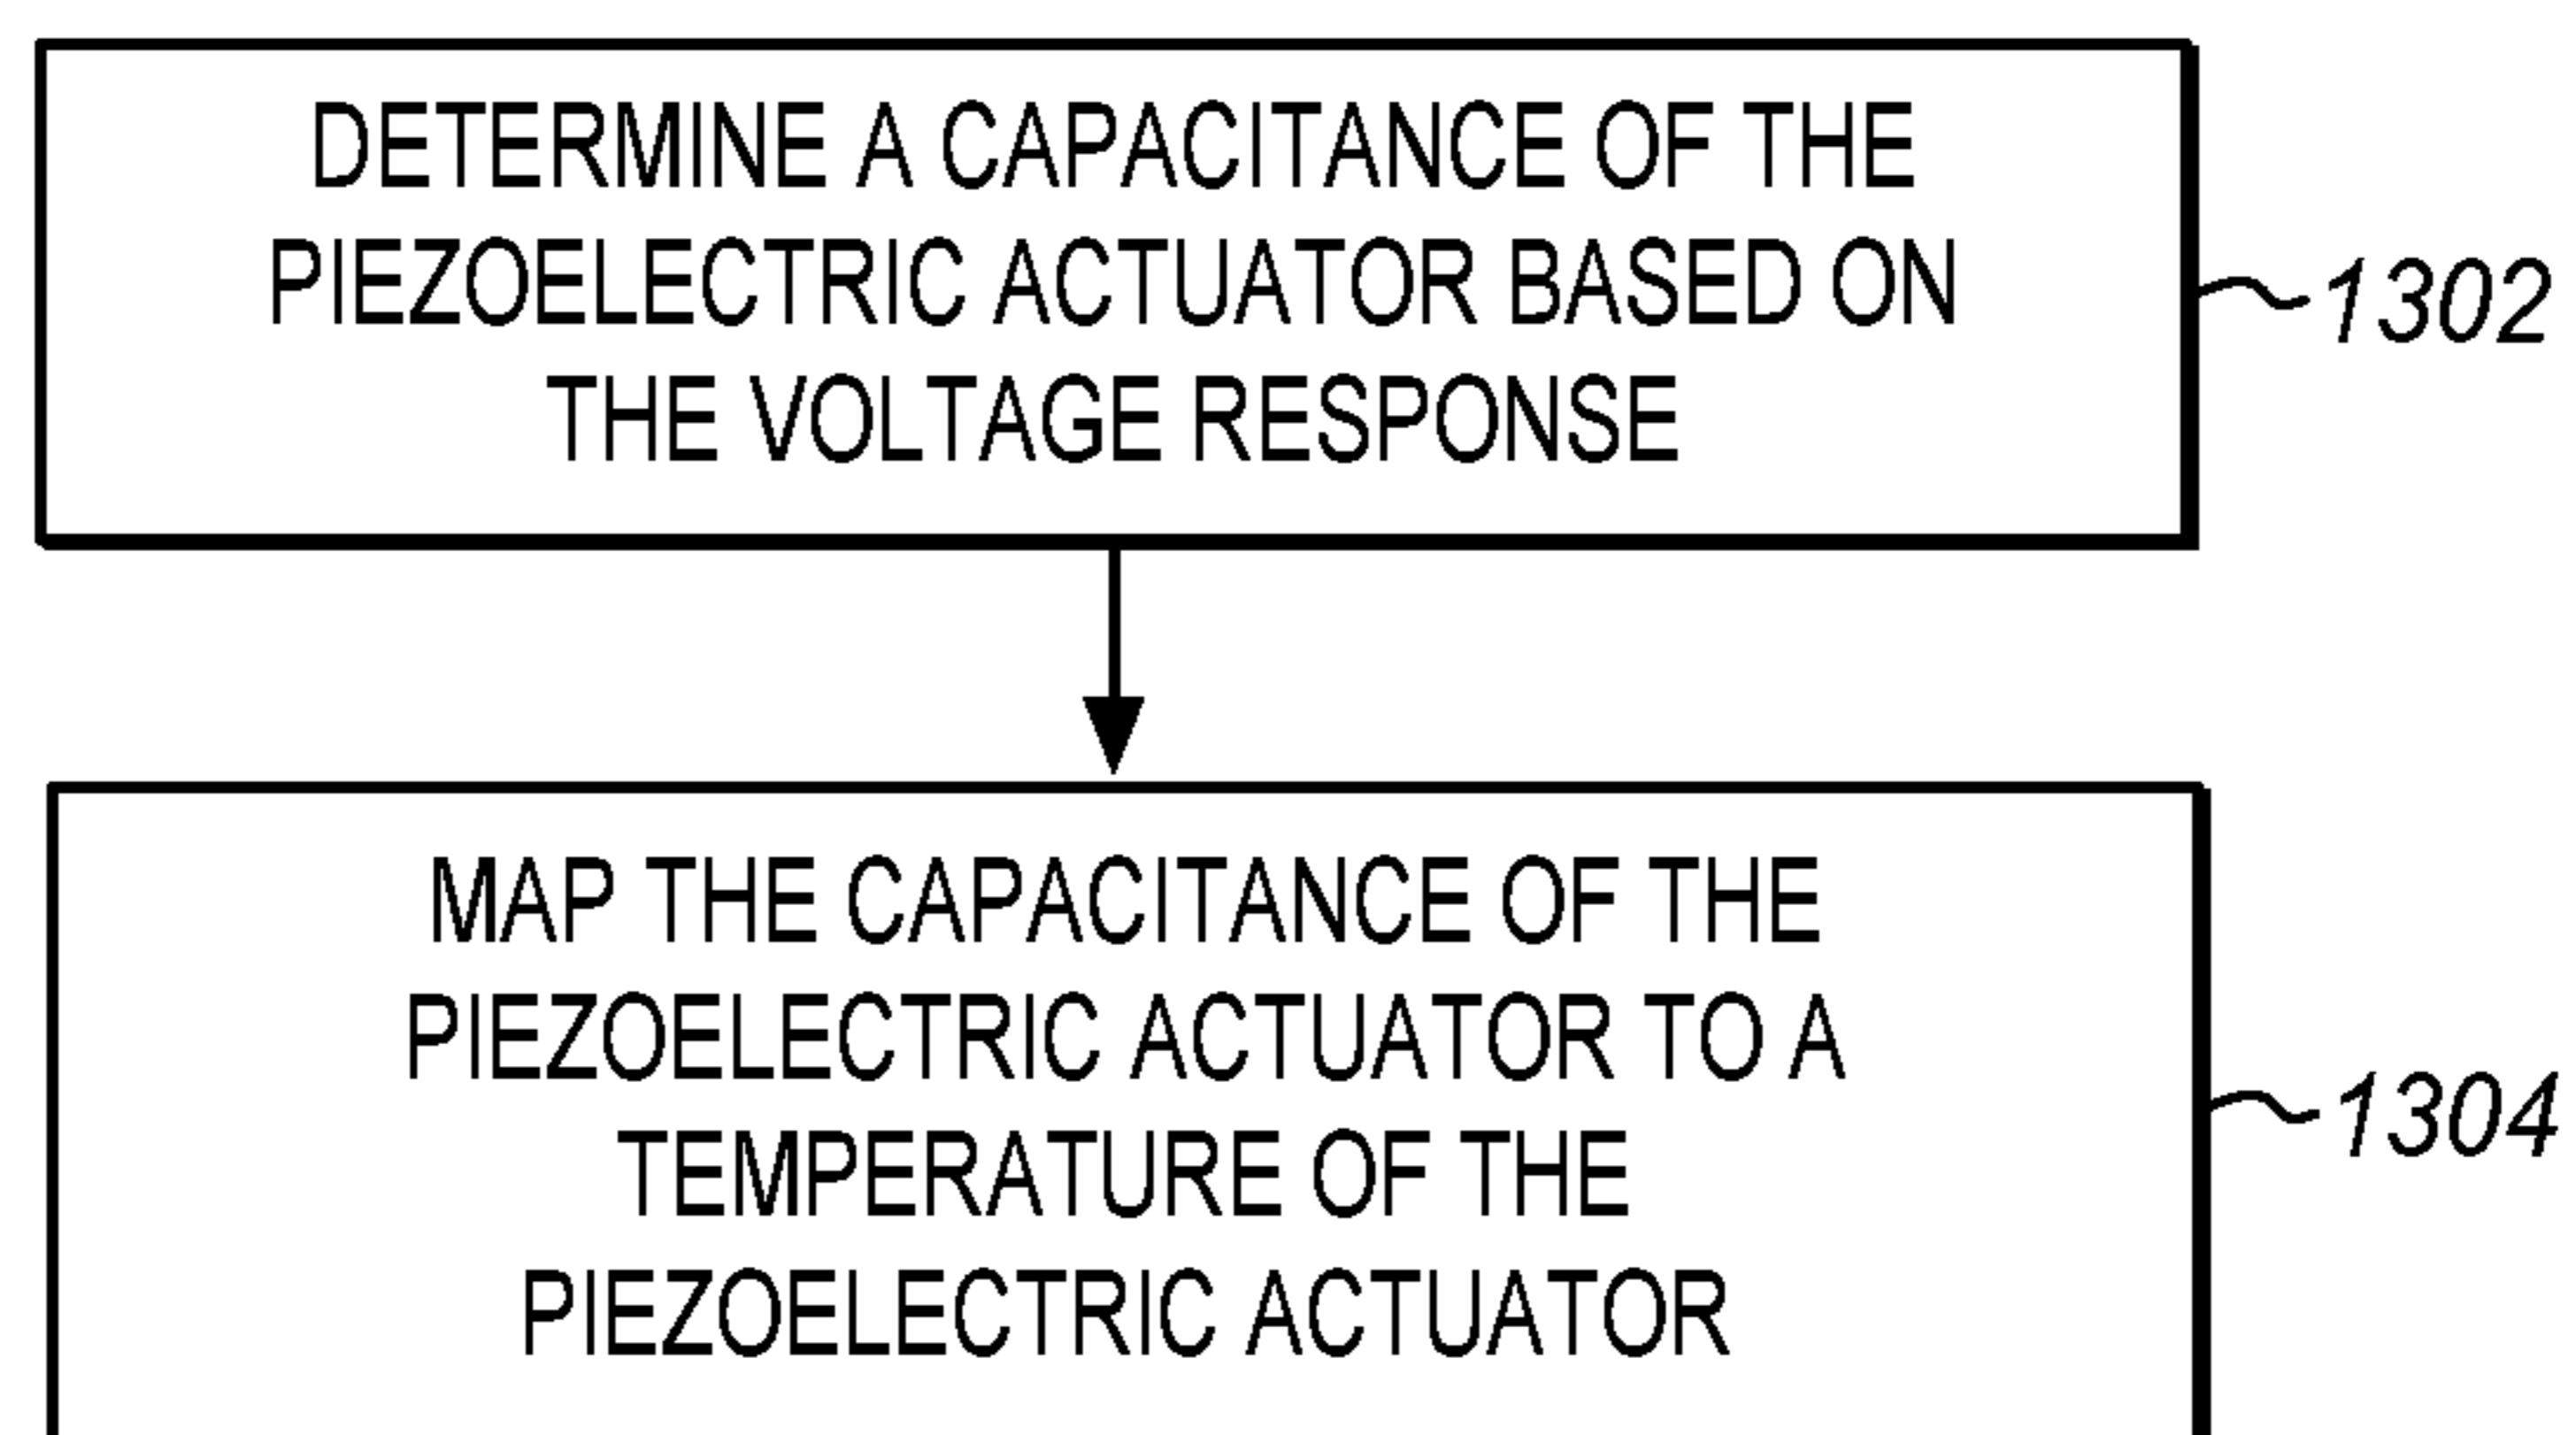 DETERMINE A CAPACITANCE OF THE
PIEZOELECTRIC ACTUATOR BASED ON
THE VOLTAGE RESPONSE
1302
MAP THE CAPACITANCE OF THE
PIEZOELECTRIC ACTUATOR TO A
TEMPERATURE OF THE
PIEZOELECTRIC ACTUATOR
1304